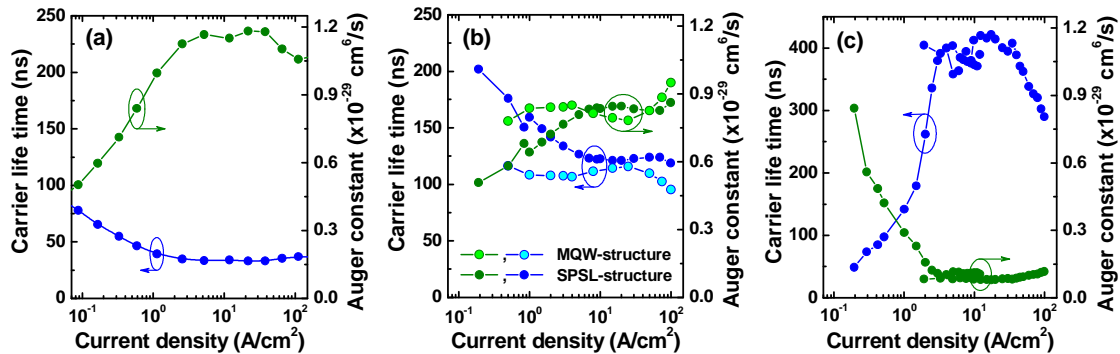 (a)
Carrier life time (ns)
250
200
150
100
50
0
Auger constant (x10⁻²⁹ cm⁶/s)
1.2
0.9
0.6
0.3
0.0
10⁻¹ 10⁰ 10¹ 10²
Current density (A/cm²)
(b)
Carrier life time (ns)
250
200
150
100
50
0
Auger constant (x10⁻²⁹ cm⁶/s)
1.2
0.9
0.6
0.3
0.0
, MQW-structure
, SPSL-structure
10⁰ 10¹ 10²
Current density (A/cm²)
(c)
Carrier life time (ns)
400
300
200
100
0
Auger constant (x10⁻²⁹ cm⁶/s)
1.2
0.9
0.6
0.3
0.0
10⁻¹ 10⁰ 10¹ 10²
Current density (A/cm²)